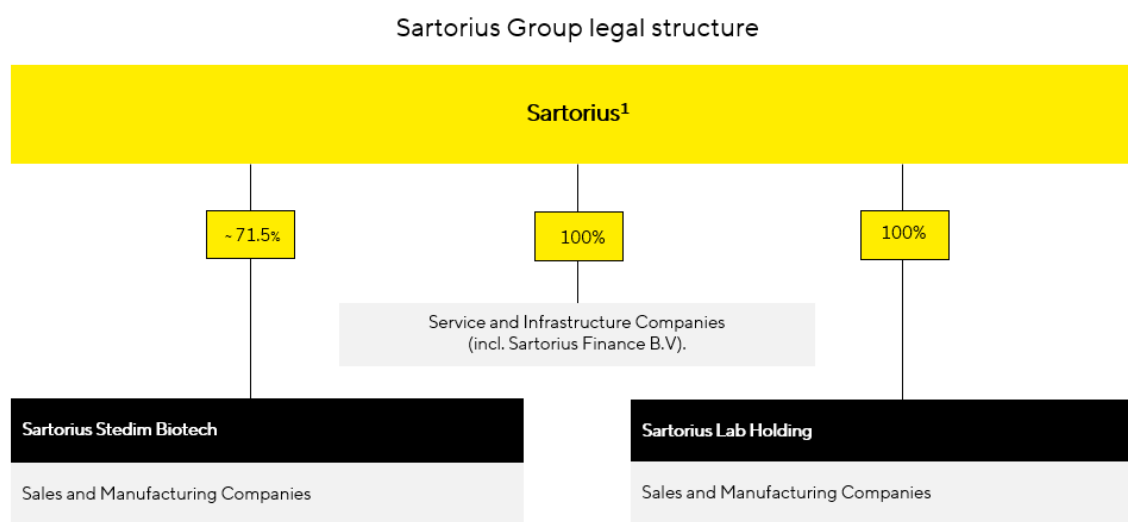 Sartorius Group legal structure
Sartorius¹
~71.5%
100%
100%
Service and Infrastructure Companies
(incl. Sartorius Finance B.V).
Sartorius Stedim Biotech
Sartorius Lab Holding
Sales and Manufacturing Companies
Sales and Manufacturing Companies